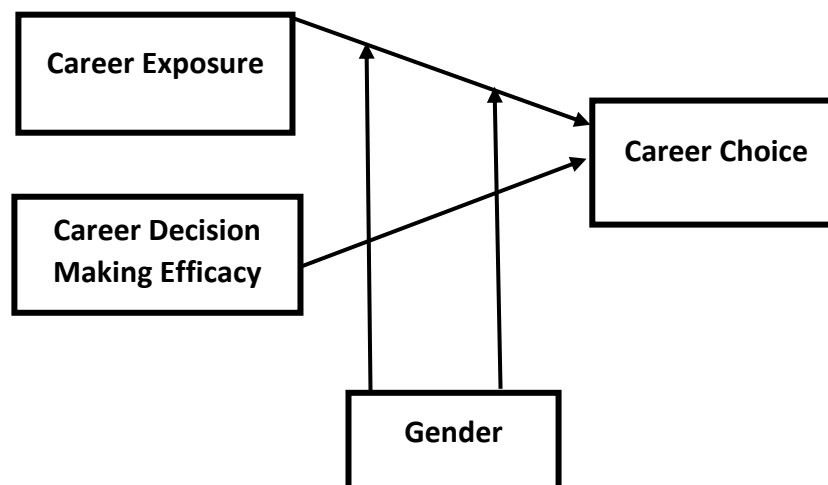 Career Exposure
Career Choice
Career Decision
Making Efficacy
Gender